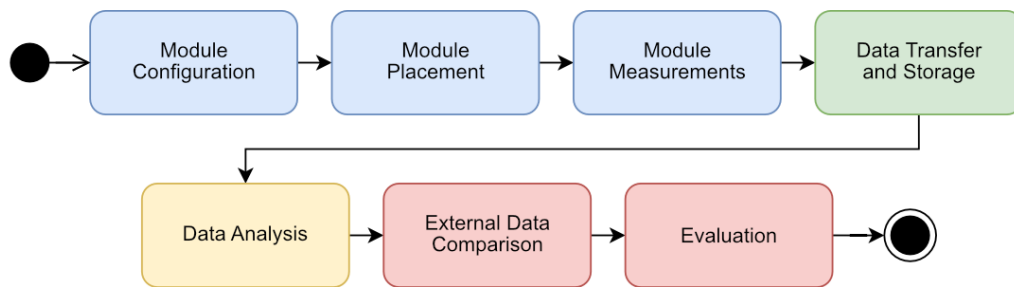 Module
Configuration
Module
Placement
Module
Measurements
Data Transfer
and Storage
Data Analysis
External Data
Comparison
Evaluation